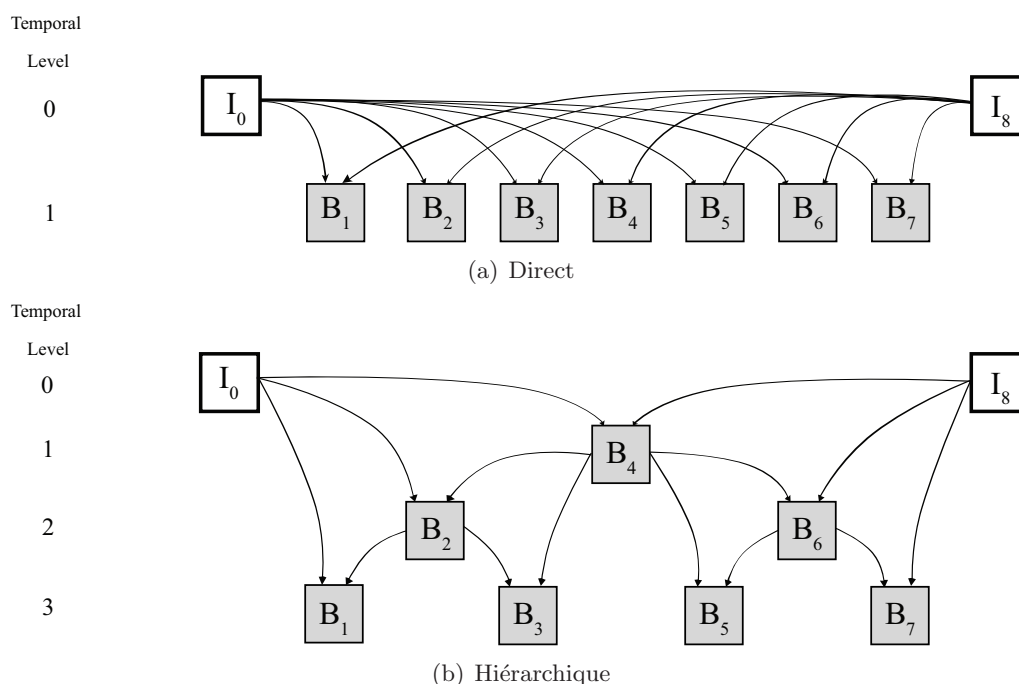 Temporal
Level
0
I0 I8
1
B1 B2 B3 B4 B5 B6 B7
(a) Direct
Temporal
Level
0
I0 I8
1
B4
2
B2 B6
3
B1 B3 B5 B7
(b) Hiérarchique